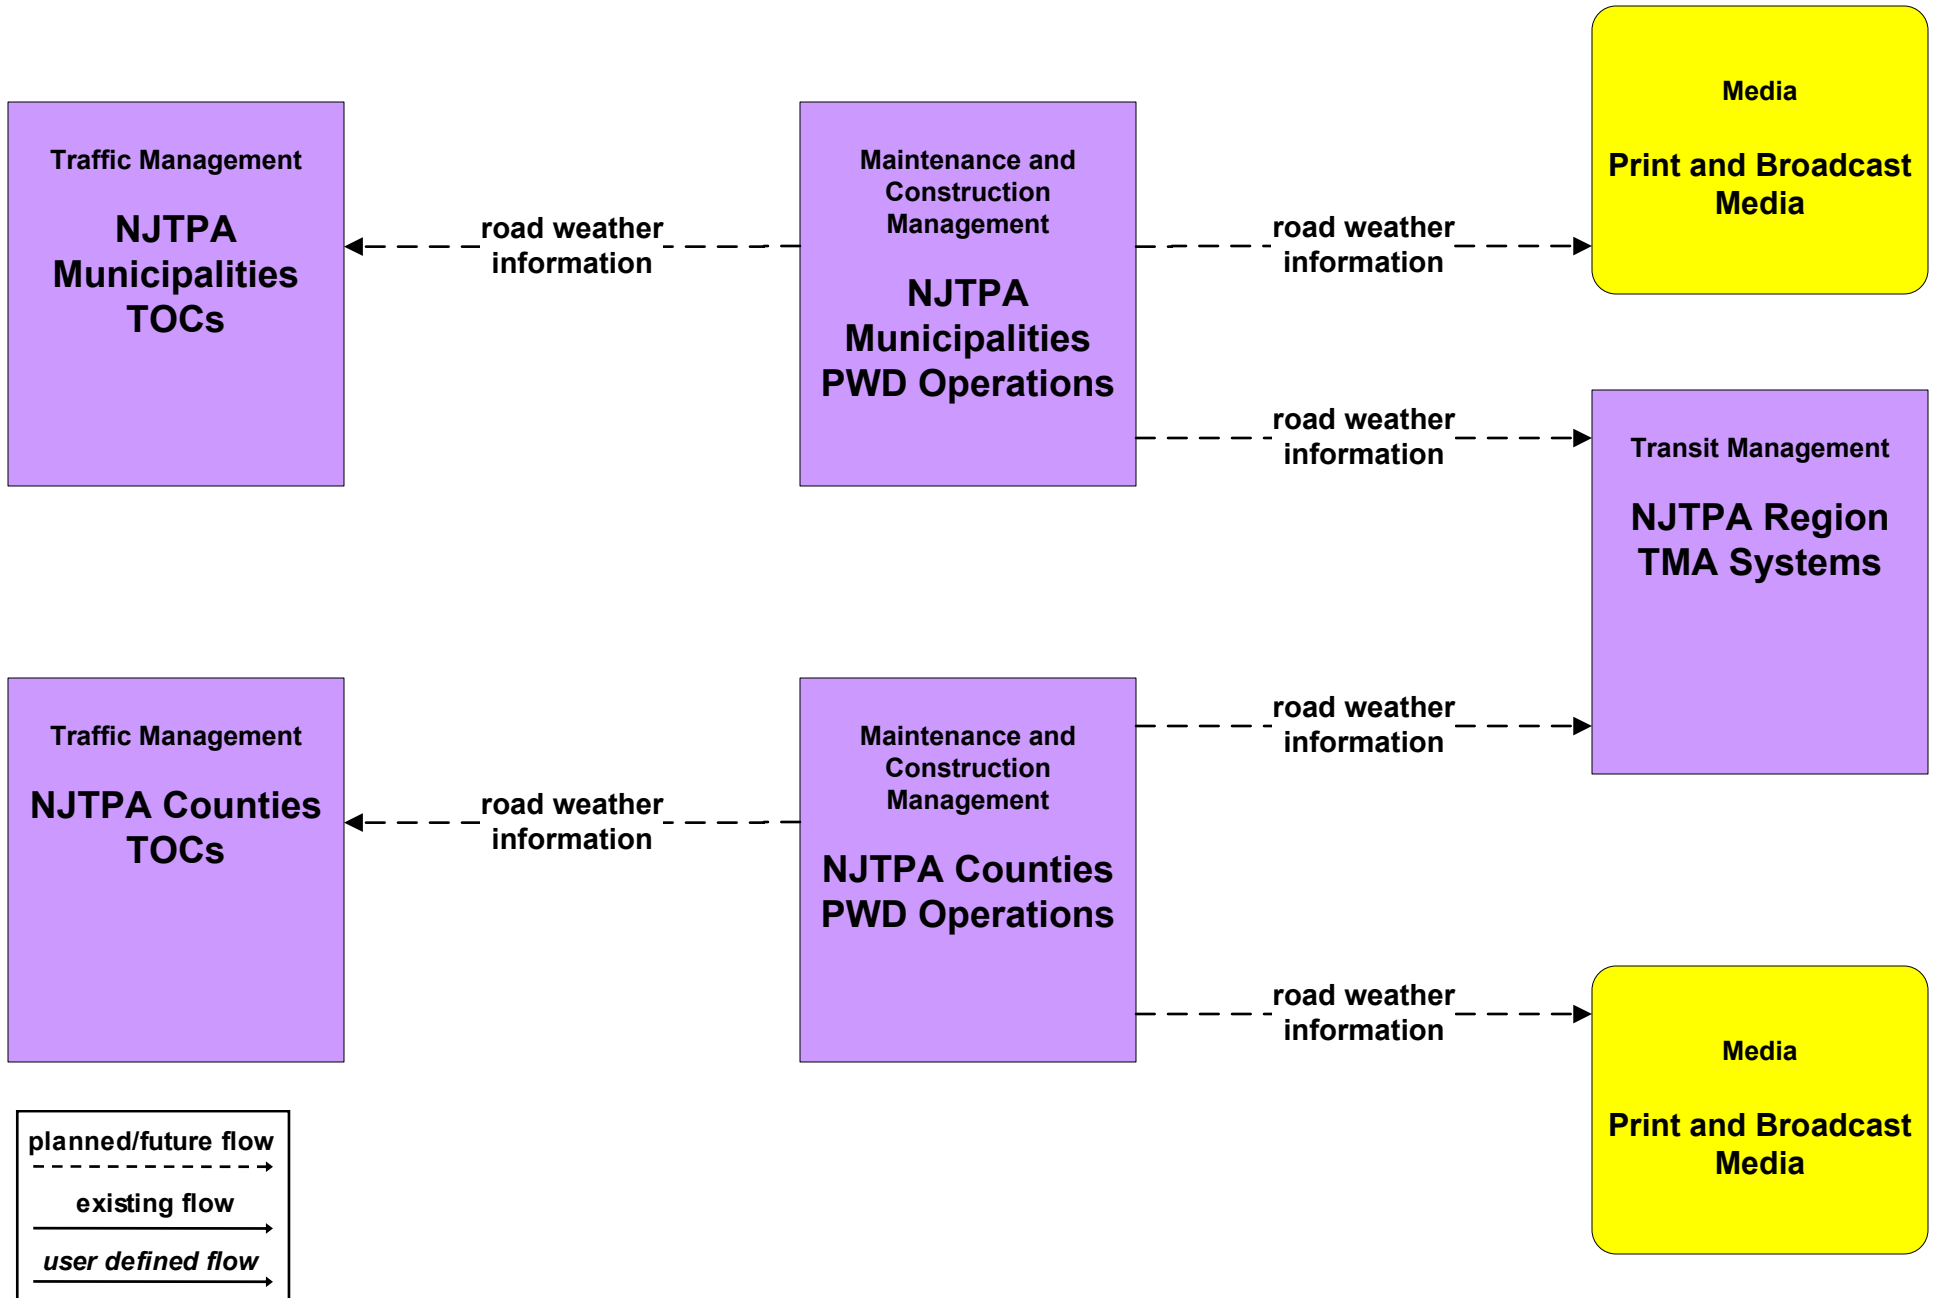 Traffic Management
NJTPA
Municipalities
TOCs
road weather
information
Maintenance and
Construction
Management
NJTPA
Municipalities
PWD Operations
road weather
information
Media
Print and Broadcast
Media
road weather
information
Transit Management
NJTPA Region
TMA Systems
Traffic Management
NJTPA Counties
TOCs
road weather
information
Maintenance and
Construction
Management
NJTPA Counties
PWD Operations
road weather
information
road weather
information
Media
Print and Broadcast
Media
planned/future flow
existing flow
user defined flow